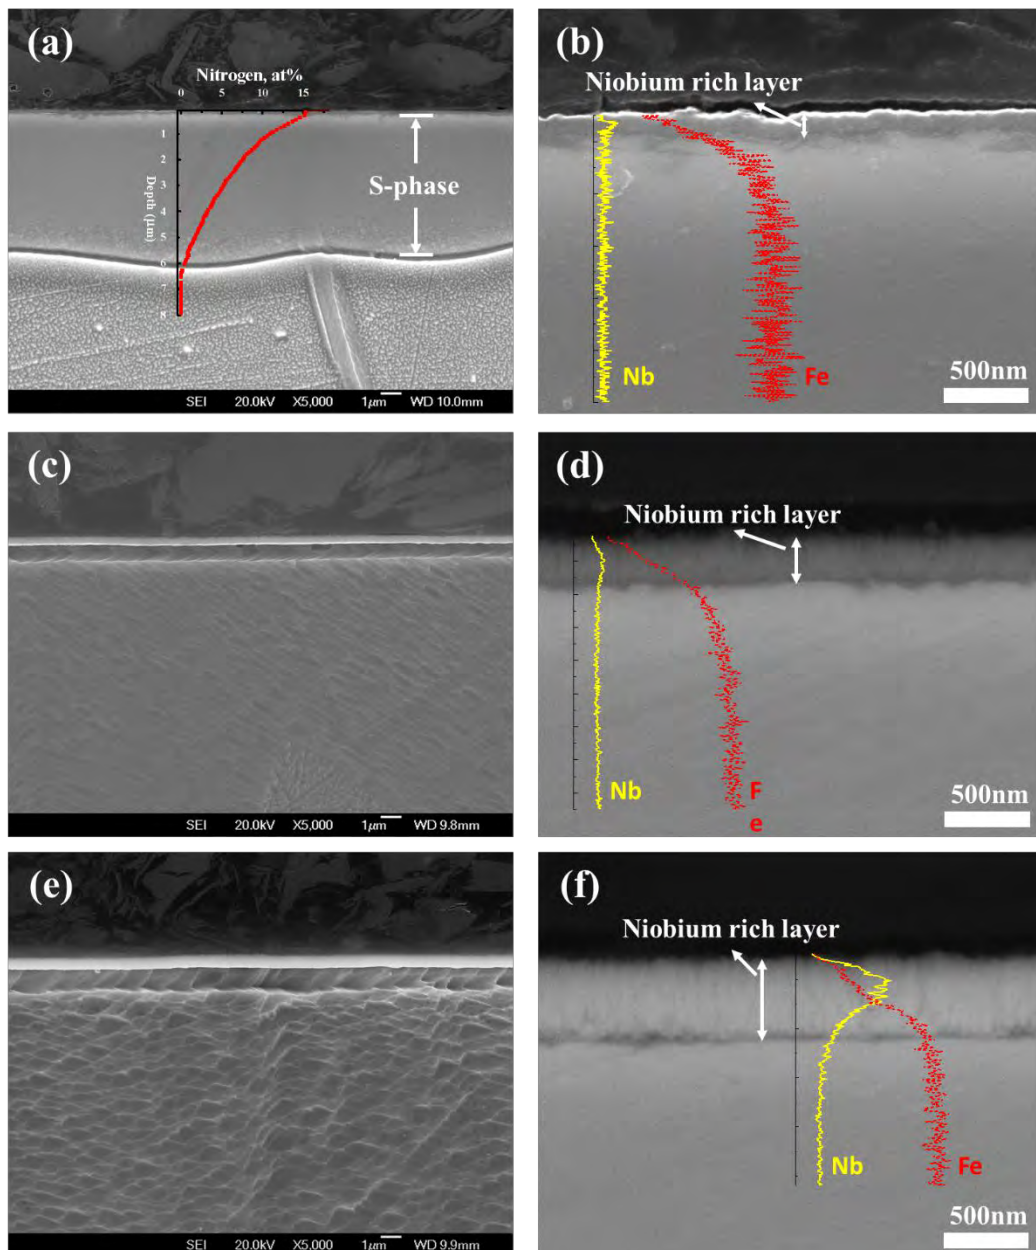 (a)
Nitrogen, at%
0 5 10 15
1
2
3
4
5
6
7
8
Depth (µm)
S-phase
SEI 20.0kV X5,000 1µm WD 10.0mm
(b)
Niobium rich layer
Nb
Fe
500nm
(c)
SEI 20.0kV X5,000 1µm WD 9.8mm
(d)
Niobium rich layer
Nb
F
e
500nm
(e)
SEI 20.0kV X5,000 1µm WD 9.9mm
(f)
Niobium rich layer
Nb
Fe
500nm